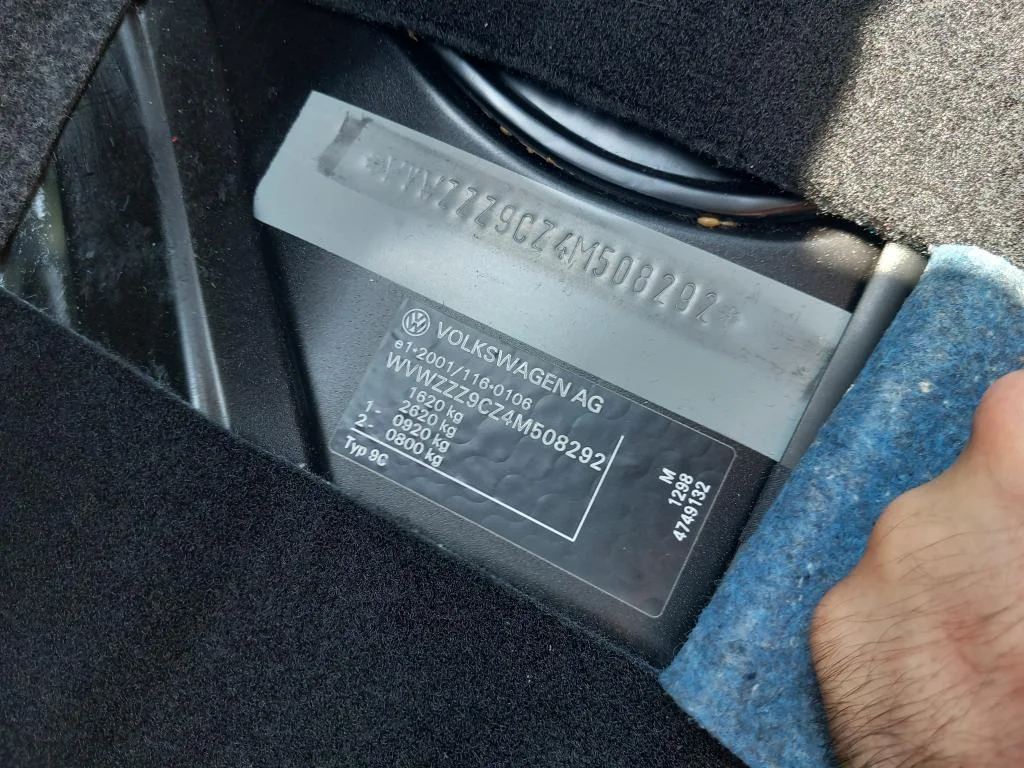 *WVWZZZ9CZ4M508292*
VOLKSWAGEN AG
e1*2001/116*0106
WVWZZZ9CZ4M508292
1620 kg
2620 kg
1- 0920 kg
2- 0800 kg
Typ 9C
M
1298
4749132